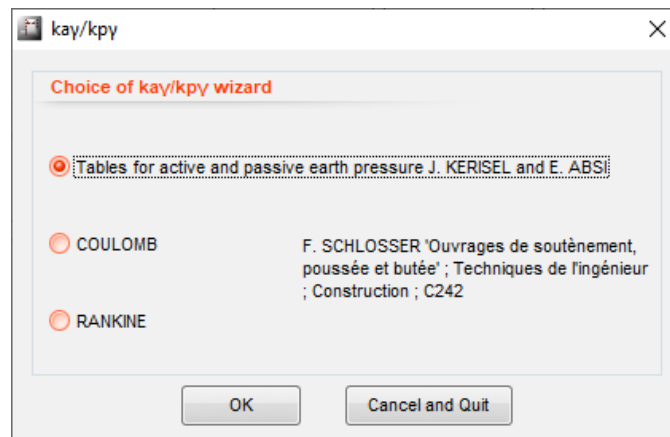 kaγ/kpγ
Choice of kaγ/kpγ wizard
Tables for active and passive earth pressure J. KERISEL and E. ABSI
COULOMB
F. SCHLOSSER 'Ouvrages de soutènement,
poussée et butée' ; Techniques de l'ingénieur
; Construction ; C242
RANKINE
OK
Cancel and Quit